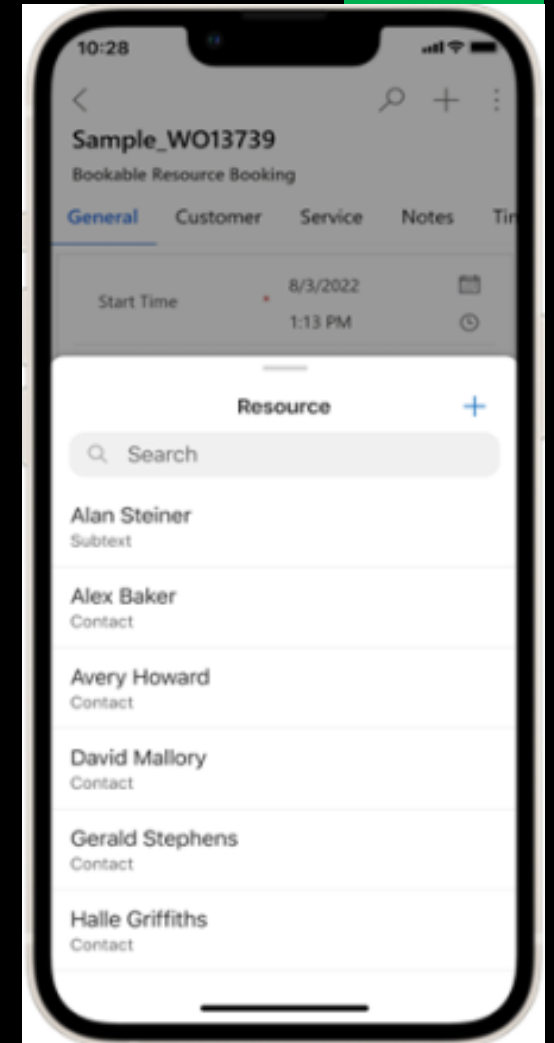 10:28
Sample_WO13739
Bookable Resource Booking
General Customer Service Notes Tim
Start Time * 8/3/2022
1:13 PM
Resource +
Search
Alan Steiner
Subtext
Alex Baker
Contact
Avery Howard
Contact
David Mallory
Contact
Gerald Stephens
Contact
Halle Griffiths
Contact